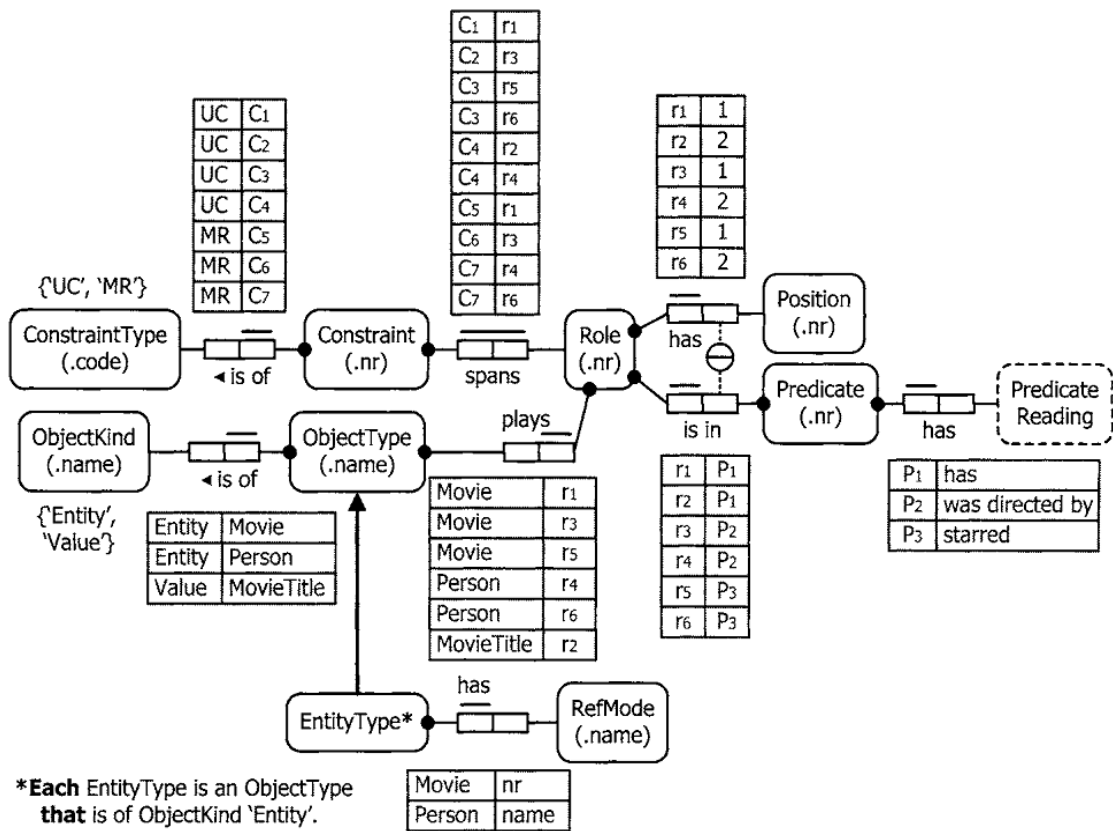 C1 r1
C2 r3
C3 r5
C3 r6
C4 r2
C4 r4
C5 r1
C6 r3
C7 r4
C7 r6
UC C1
UC C2
UC C3
UC C4
MR C5
MR C6
MR C7
r1 1
r2 2
r3 1
r4 2
r5 1
r6 2
{'UC', 'MR'}
ConstraintType
(.code)
◄ is of
Constraint
(.nr)
spans
Role
(.nr)
has
Position
(.nr)
is in
Predicate
(.nr)
has
Predicate
Reading
ObjectKind
(.name)
◄ is of
ObjectType
(.name)
plays
{'Entity',
'Value'}
Entity Movie
Entity Person
Value MovieTitle
Movie r1
Movie r3
Movie r5
Person r4
Person r6
MovieTitle r2
r1 P1
r2 P1
r3 P2
r4 P2
r5 P3
r6 P3
P1 has
P2 was directed by
P3 starred
EntityType*
has
RefMode
(.name)
Movie nr
Person name
*Each EntityType is an ObjectType
that is of ObjectKind 'Entity'.